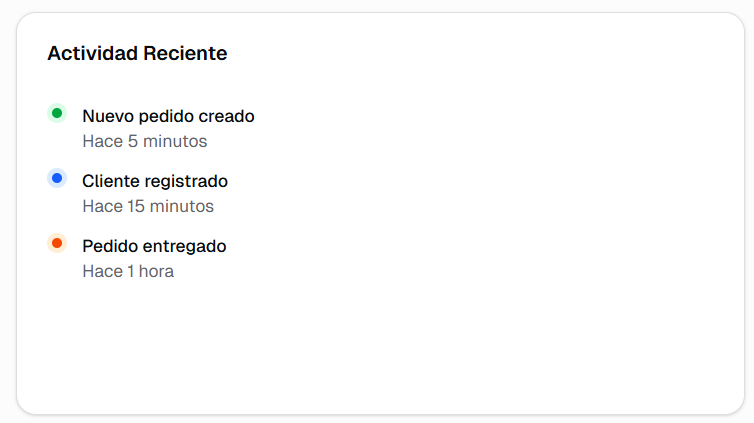 Actividad Reciente
Nuevo pedido creado
Hace 5 minutos
Cliente registrado
Hace 15 minutos
Pedido entregado
Hace 1 hora